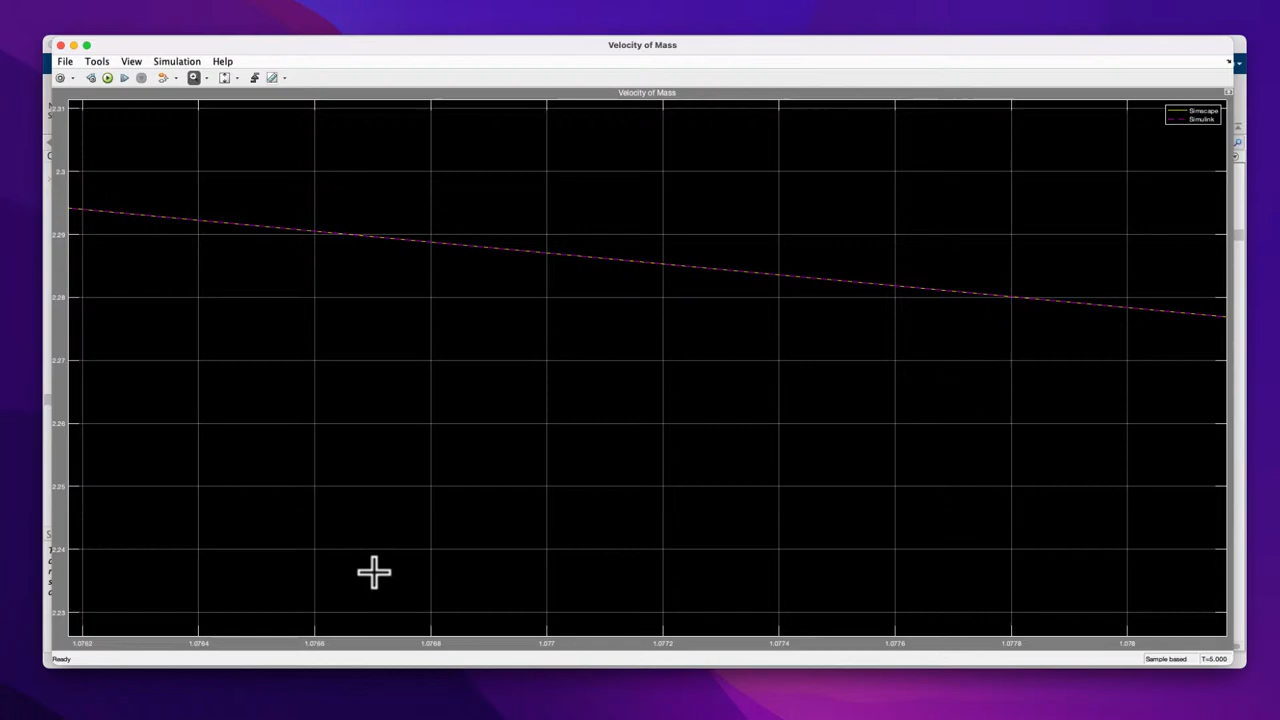 Velocity of Mass
File Tools View Simulation Help
Velocity of Mass
Simscape
Simulink
2.31
2.3
2.29
2.28
2.27
2.26
2.25
2.24
2.23
1.0762 1.0764 1.0766 1.0768 1.077 1.0772 1.0774 1.0776 1.0778 1.078
Ready
Sample based T=5.000